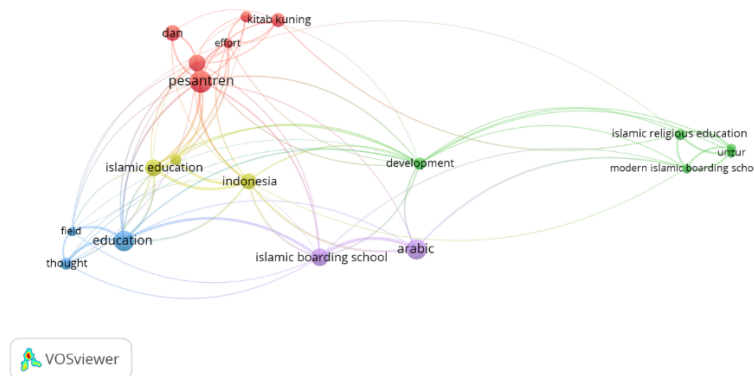 kitab kuning
dan
effort
pesantren
islamic religious education
unzur
development
modern islamic boarding scho
islamic education
indonesia
field
education
arabic
islamic boarding school
thought
VOSviewer